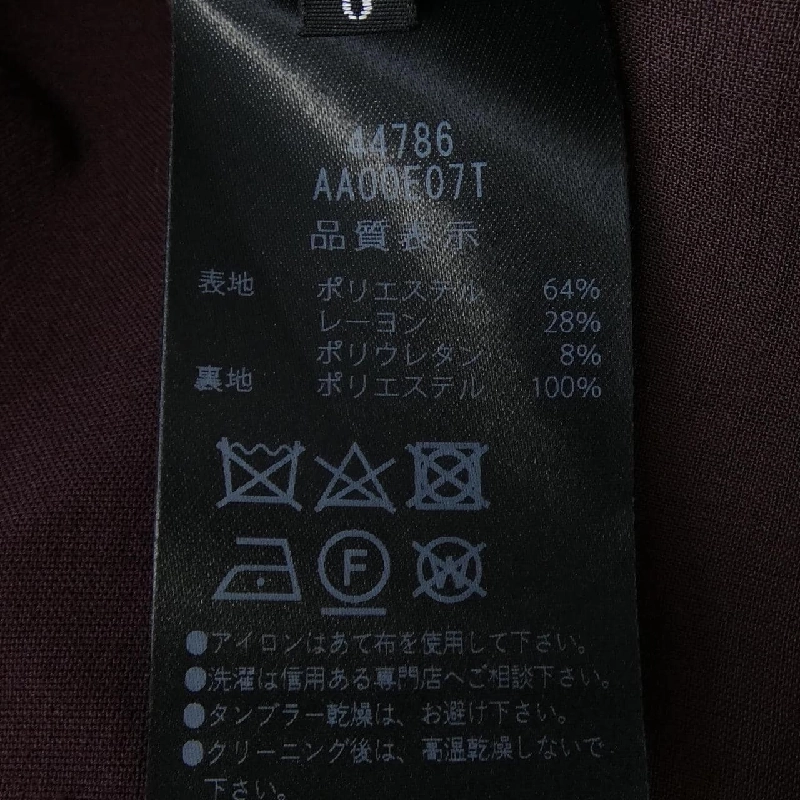 0
44786
AA00E07T
品質表示
表地 ポリエステル 64%
レーヨン 28%
ポリウレタン 8%
裏地 ポリエステル 100%
F W
●アイロンはあて布を使用して下さい。
●洗濯は信用ある専門店へご相談下さい。
●タンブラー乾燥は、お避け下さい。
●クリーニング後は、高温乾燥しないで
下さい。